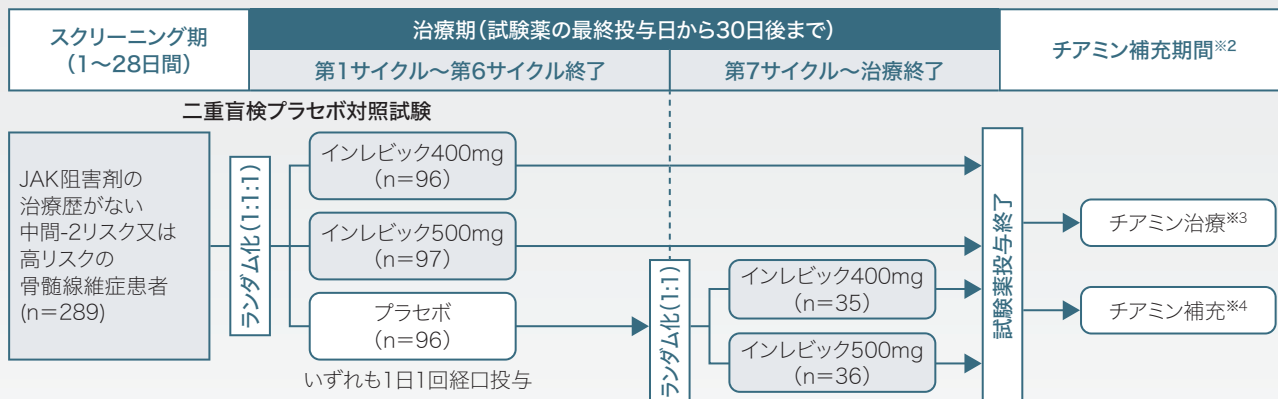 スクリーニング期
(1〜28日間)
治療期(試験薬の最終投与日から30日後まで)
第1サイクル〜第6サイクル終了
第7サイクル〜治療終了
チアミン補充期間※2
二重盲検プラセボ対照試験
JAK阻害剤の
治療歴がない
中間-2リスク又は
高リスクの
骨髄線維症患者
(n=289)
ランダム化(1:1:1)
インレビック400mg
(n=96)
インレビック500mg
(n=97)
プラセボ
(n=96)
いずれも1日1回経口投与
ランダム化(1:1)
インレビック400mg
(n=35)
インレビック500mg
(n=36)
試験薬投与終了
チアミン治療※3
チアミン補充※4